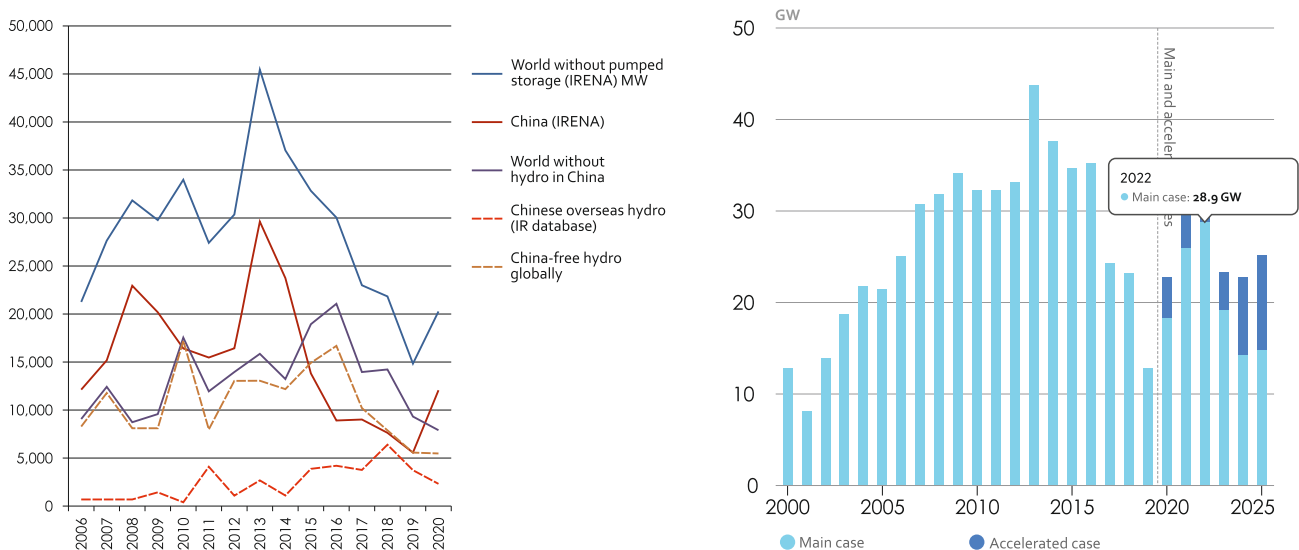 50,000
45,000
40,000
35,000
30,000
25,000
20,000
15,000
10,000
5,000
0
2006
2007
2008
2009
2010
2011
2012
2013
2014
2015
2016
2017
2018
2019
2020
World without pumped
storage (IRENA) MW
China (IRENA)
World without
hydro in China
Chinese overseas hydro
(IR database)
China-free hydro
globally
GW
50
40
30
20
10
0
2000
2005
2010
2015
2020
2025
Main and acceler
es
2022
Main case: 28.9 GW
Main case
Accelerated case